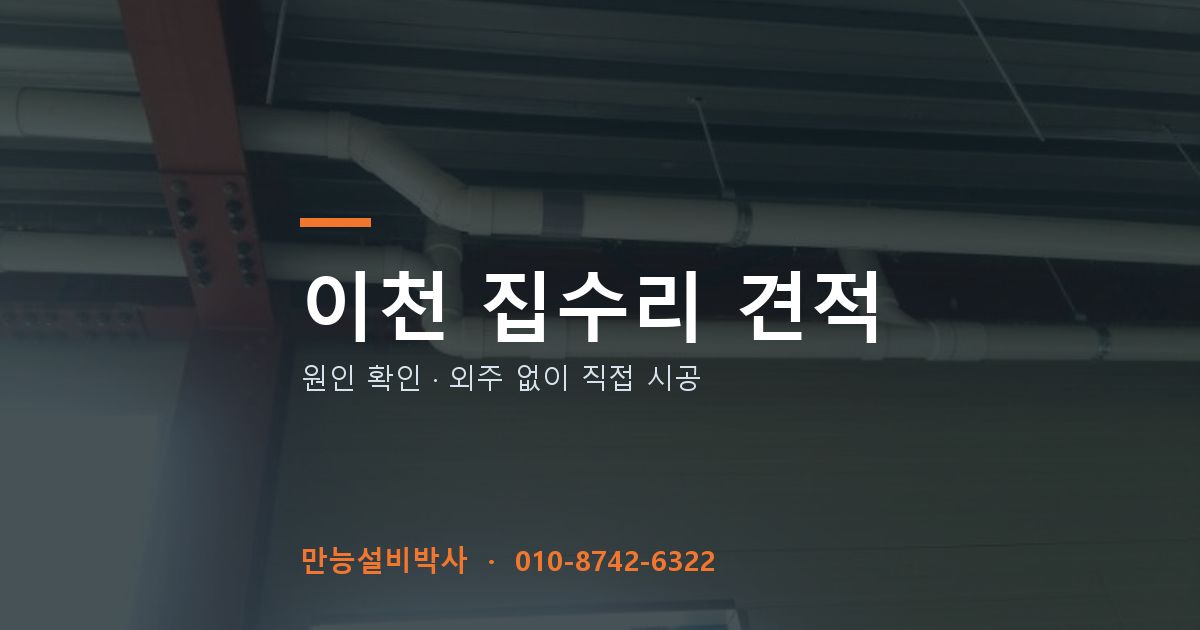 이천 집수리 견적
원인 확인 · 외주 없이 직접 시공
만능설비박사 · 010-8742-6322